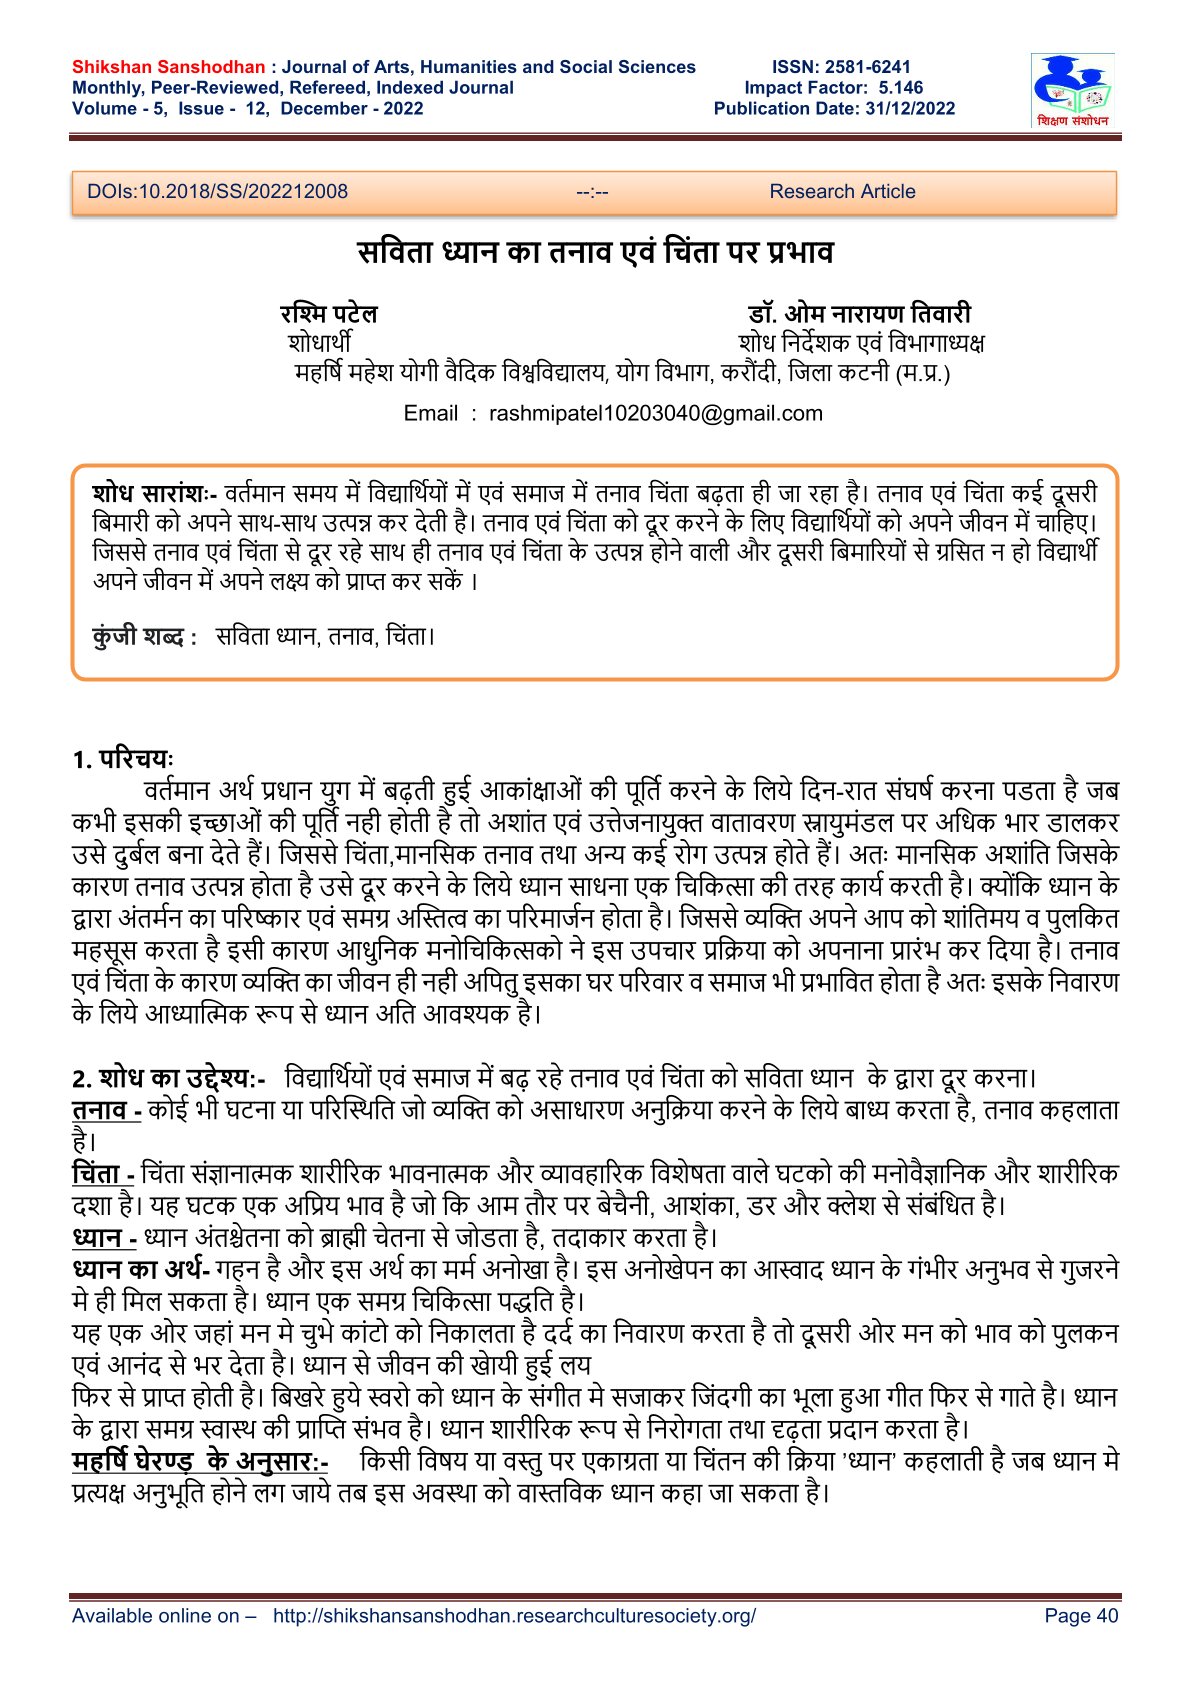 Shikshan Sanshodhan : Journal of Arts, Humanities and Social Sciences ISSN: 2581-6241
Monthly, Peer-Reviewed, Refereed, Indexed Journal Impact Factor: 5.146
Volume - 5, Issue - 12, December - 2022 Publication Date: 31/12/2022
शिक्षण संशोधन
DOIs:10.2018/SS/202212008 --:-- Research Article
सविता ध्यान का तनाव एवं चिंता पर प्रभाव
रश्मि पटेल डॉ. ओम नारायण तिवारी
शोधार्थी शोध निर्देशक एवं विभागाध्यक्ष
महर्षि महेश योगी वैदिक विश्वविद्यालय, योग विभाग, करौंदी, जिला कटनी (म.प्र.)
Email : rashmipatel10203040@gmail.com
शोध सारांशः- वर्तमान समय में विद्यार्थियों में एवं समाज में तनाव चिंता बढ़ता ही जा रहा है। तनाव एवं चिंता कई दूसरी
बिमारी को अपने साथ-साथ उत्पन्न कर देती है। तनाव एवं चिंता को दूर करने के लिए विद्यार्थियों को अपने जीवन में चाहिए।
जिससे तनाव एवं चिंता से दूर रहे साथ ही तनाव एवं चिंता के उत्पन्न होने वाली और दूसरी बिमारियों से ग्रसित न हो विद्यार्थी
अपने जीवन में अपने लक्ष्य को प्राप्त कर सकें ।
कुंजी शब्द : सविता ध्यान, तनाव, चिंता।
1. परिचयः
वर्तमान अर्थ प्रधान युग में बढ़ती हुई आकांक्षाओं की पूर्ति करने के लिये दिन-रात संघर्ष करना पडता है जब
कभी इसकी इच्छाओं की पूर्ति नही होती है तो अशांत एवं उत्तेजनायुक्त वातावरण स्नायुमंडल पर अधिक भार डालकर
उसे दुर्बल बना देते हैं। जिससे चिंता,मानसिक तनाव तथा अन्य कई रोग उत्पन्न होते हैं। अतः मानसिक अशांति जिसके
कारण तनाव उत्पन्न होता है उसे दूर करने के लिये ध्यान साधना एक चिकित्सा की तरह कार्य करती है। क्योंकि ध्यान के
द्वारा अंतर्मन का परिष्कार एवं समग्र अस्तित्व का परिमार्जन होता है। जिससे व्यक्ति अपने आप को शांतिमय व पुलकित
महसूस करता है इसी कारण आधुनिक मनोचिकित्सको ने इस उपचार प्रक्रिया को अपनाना प्रारंभ कर दिया है। तनाव
एवं चिंता के कारण व्यक्ति का जीवन ही नही अपितु इसका घर परिवार व समाज भी प्रभावित होता है अतः इसके निवारण
के लिये आध्यात्मिक रूप से ध्यान अति आवश्यक है।
2. शोध का उद्देश्य:- विद्यार्थियों एवं समाज में बढ़ रहे तनाव एवं चिंता को सविता ध्यान के द्वारा दूर करना।
तनाव - कोई भी घटना या परिस्थिति जो व्यक्ति को असाधारण अनुक्रिया करने के लिये बाध्य करता है, तनाव कहलाता
है।
चिंता - चिंता संज्ञानात्मक शारीरिक भावनात्मक और व्यावहारिक विशेषता वाले घटको की मनोवैज्ञानिक और शारीरिक
दशा है। यह घटक एक अप्रिय भाव है जो कि आम तौर पर बेचैनी, आशंका, डर और क्लेश से संबंधित है।
ध्यान - ध्यान अंतश्चेतना को ब्राह्मी चेतना से जोडता है, तदाकार करता है।
ध्यान का अर्थ- गहन है और इस अर्थ का मर्म अनोखा है। इस अनोखेपन का आस्वाद ध्यान के गंभीर अनुभव से गुजरने
मे ही मिल सकता है। ध्यान एक समग्र चिकित्सा पद्धति है।
यह एक ओर जहां मन मे चुभे कांटो को निकालता है दर्द का निवारण करता है तो दूसरी ओर मन को भाव को पुलकन
एवं आनंद से भर देता है। ध्यान से जीवन की खेायी हुई लय
फिर से प्राप्त होती है। बिखरे हुये स्वरो को ध्यान के संगीत मे सजाकर जिंदगी का भूला हुआ गीत फिर से गाते है। ध्यान
के द्वारा समग्र स्वास्थ की प्राप्ति संभव है। ध्यान शारीरिक रूप से निरोगता तथा दृढ़ता प्रदान करता है।
महर्षि घेरण्ड़ के अनुसार:- किसी विषय या वस्तु पर एकाग्रता या चिंतन की क्रिया ’ध्यान’ कहलाती है जब ध्यान मे
प्रत्यक्ष अनुभूति होने लग जाये तब इस अवस्था को वास्तविक ध्यान कहा जा सकता है।
Available online on – http://shikshansanshodhan.researchculturesociety.org/ Page 40